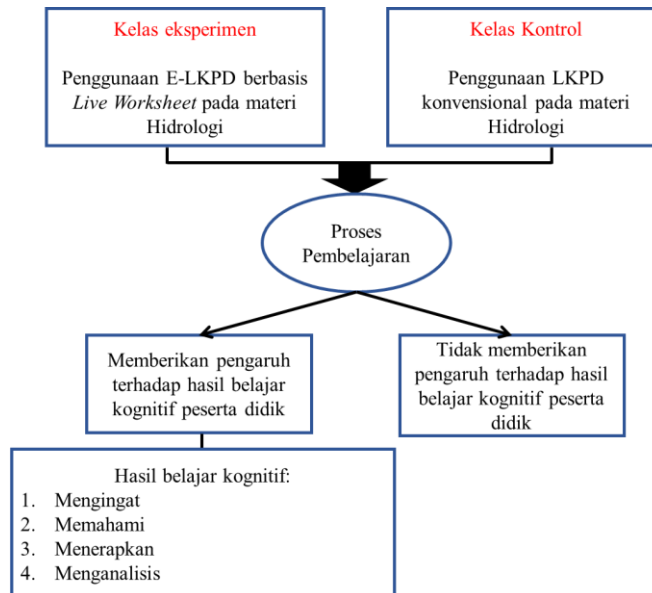 Kelas eksperimen
Penggunaan E-LKPD berbasis
Live Worksheet pada materi
Hidrologi
Kelas Kontrol
Penggunaan LKPD
konvensional pada materi
Hidrologi
Proses
Pembelajaran
Memberikan pengaruh
terhadap hasil belajar
kognitif peserta didik
Tidak memberikan
pengaruh terhadap hasil
belajar kognitif peserta
didik
Hasil belajar kognitif:
1. Mengingat
2. Memahami
3. Menerapkan
4. Menganalisis